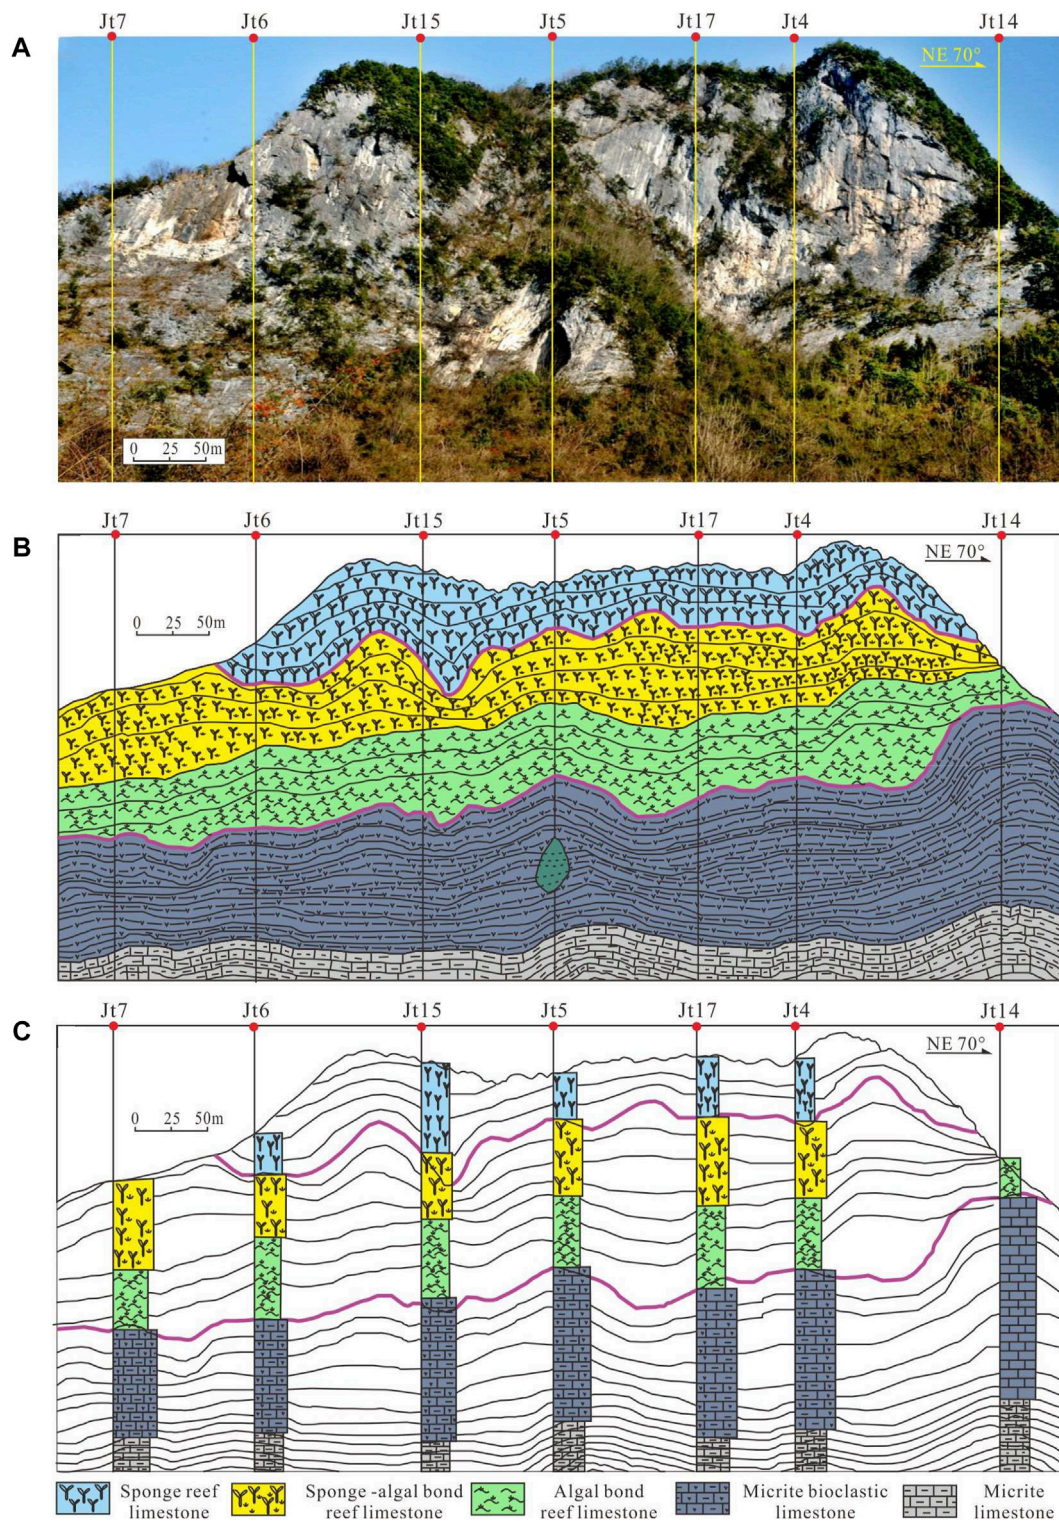 Jt7 Jt6 Jt15 Jt5 Jt17 Jt4 Jt14
A
NE 70°
0 25 50m
Jt7 Jt6 Jt15 Jt5 Jt17 Jt4 Jt14
B
NE 70°
0 25 50m
Jt7 Jt6 Jt15 Jt5 Jt17 Jt4 Jt14
C
NE 70°
0 25 50m
Sponge reef
limestone
Sponge -algal bond
reef limestone
Algal bond
reef limestone
Micrite bioclastic
limestone
Micrite
limestone